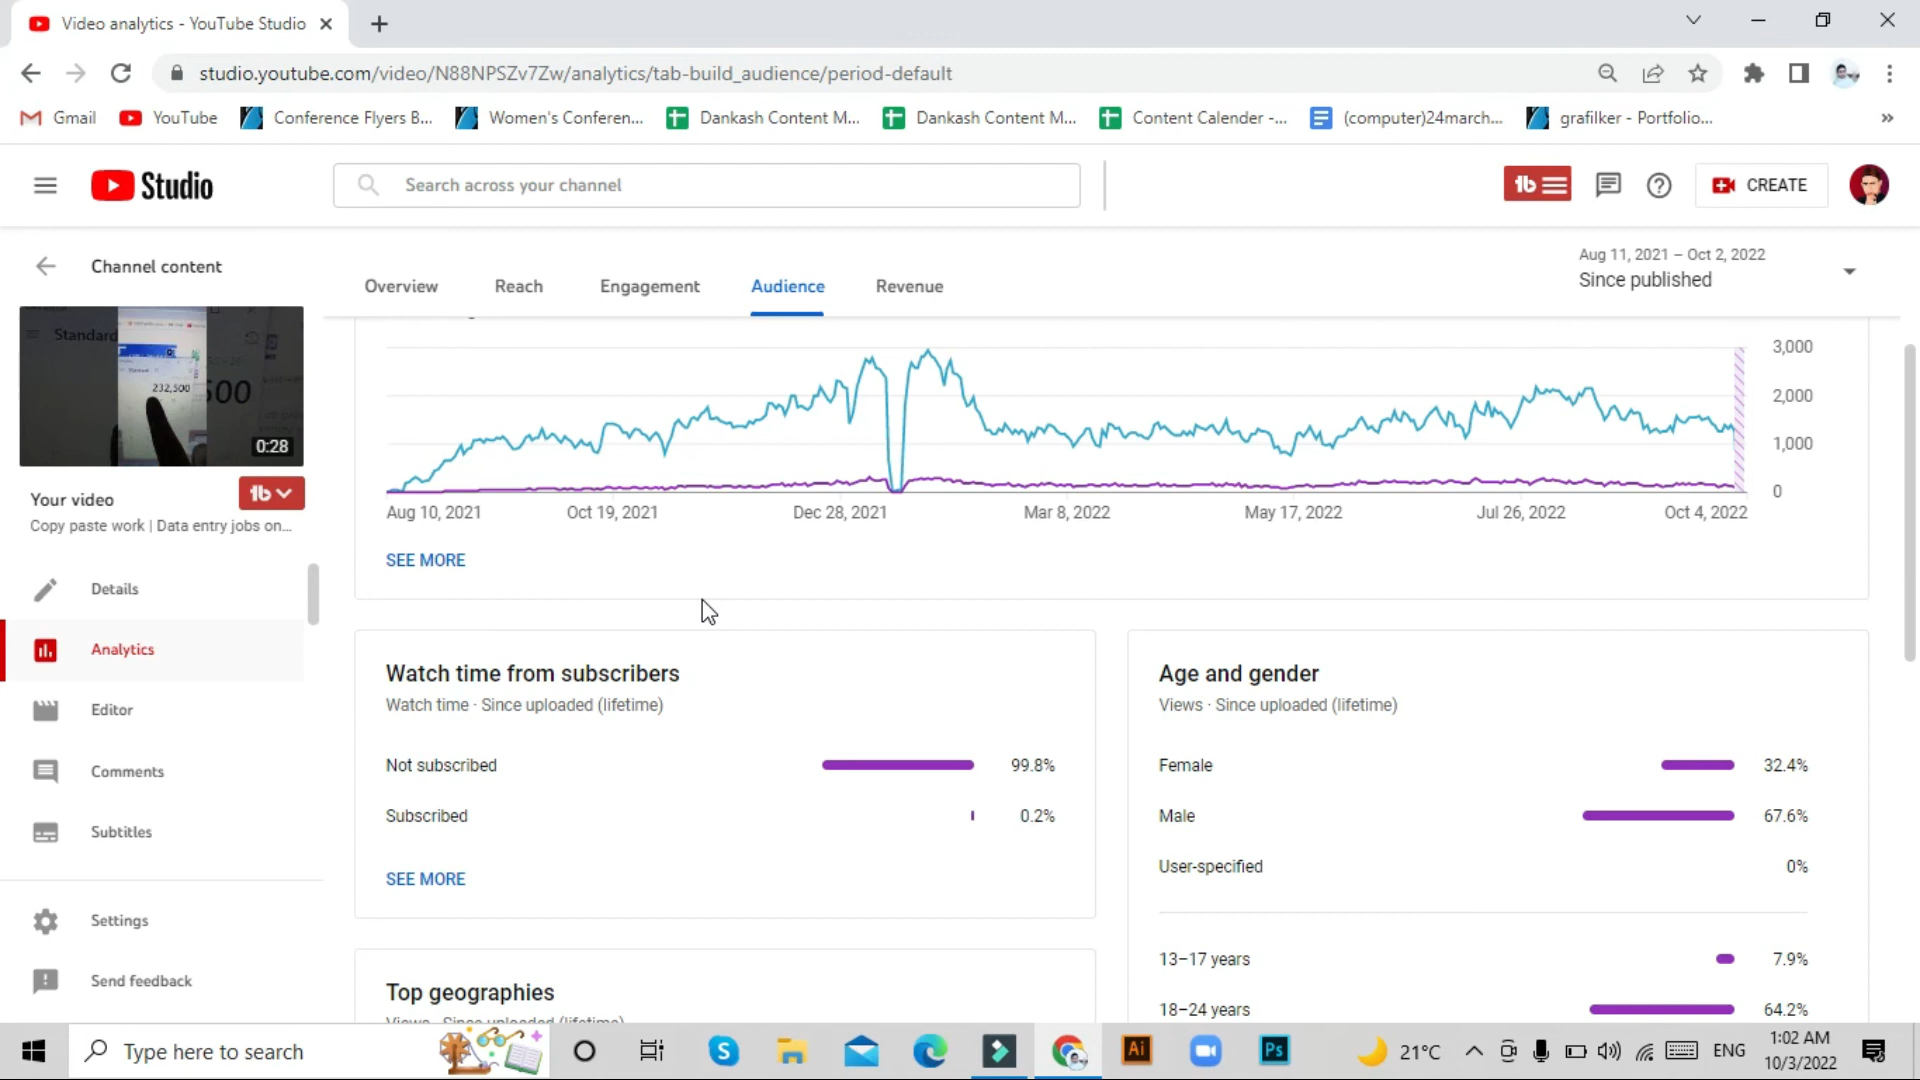 Video analytics - YouTube Studio
studio.youtube.com/video/N88NPSZv7Zw/analytics/tab-build_audience/period-default
Gmail YouTube Conference Flyers B... Women's Conferen... Dankash Content M... Dankash Content M... Content Calender -... (computer)24march... grafilker - Portfolio...
Studio
Search across your channel
CREATE
Channel content
Overview Reach Engagement Audience Revenue
Aug 11, 2021 – Oct 2, 2022
Since published
Standard
232,500
0:28
Your video
Copy paste work | Data entry jobs on...
Details
Analytics
Editor
Comments
Subtitles
Settings
Send feedback
3,000
2,000
1,000
0
Aug 10, 2021 Oct 19, 2021 Dec 28, 2021 Mar 8, 2022 May 17, 2022 Jul 26, 2022 Oct 4, 2022
SEE MORE
Watch time from subscribers
Watch time · Since uploaded (lifetime)
Not subscribed 99.8%
Subscribed 0.2%
SEE MORE
Top geographies
Views · Since uploaded (lifetime)
Age and gender
Views · Since uploaded (lifetime)
Female 32.4%
Male 67.6%
User-specified 0%
13–17 years 7.9%
18–24 years 64.2%
Type here to search
21°C
ENG
1:02 AM
10/3/2022